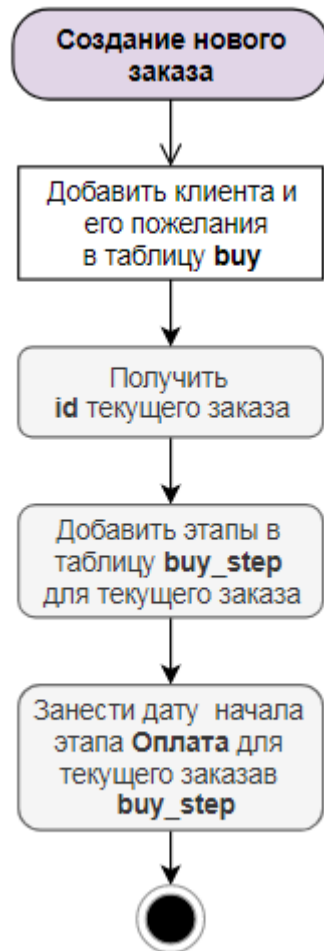 Создание нового
заказа
Добавить клиента и
его пожелания
в таблицу buy
Получить
id текущего заказа
Добавить этапы в
таблицу buy_step
для текущего заказа
Занести дату начала
этапа Оплата для
текущего заказав
buy_step